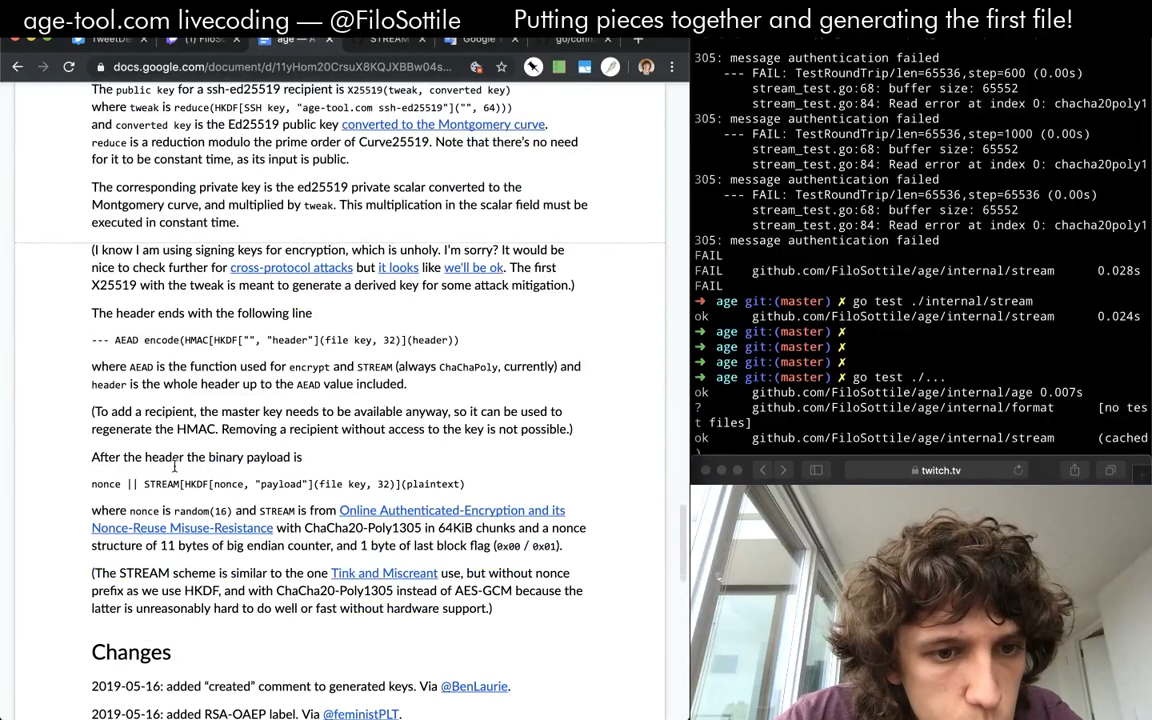 age-tool.com livecoding — @FiloSottile
Putting pieces together and generating the first file!
TweetDe
(1) FiloS
age — A
STREAM
Google
go/conf
docs.google.com/document/d/11yHom20CrsuX8KQJXBBw04s...
The public key for a ssh-ed25519 recipient is X25519(tweak, converted key)
where tweak is reduce(HKDF[SSH key, "age-tool.com ssh-ed25519"]("", 64)))
and converted key is the Ed25519 public key converted to the Montgomery curve.
reduce is a reduction modulo the prime order of Curve25519. Note that there's no need
for it to be constant time, as its input is public.
The corresponding private key is the ed25519 private scalar converted to the
Montgomery curve, and multiplied by tweak. This multiplication in the scalar field must be
executed in constant time.
(I know I am using signing keys for encryption, which is unholy. I'm sorry? It would be
nice to check further for cross-protocol attacks but it looks like we'll be ok. The first
X25519 with the tweak is meant to generate a derived key for some attack mitigation.)
The header ends with the following line
--- AEAD encode(HMAC[HKDF["", "header"](file key, 32)](header))
where AEAD is the function used for encrypt and STREAM (always ChaChaPoly, currently) and
header is the whole header up to the AEAD value included.
(To add a recipient, the master key needs to be available anyway, so it can be used to
regenerate the HMAC. Removing a recipient without access to the key is not possible.)
After the header the binary payload is
nonce || STREAM[HKDF[nonce, "payload"](file key, 32)](plaintext)
where nonce is random(16) and STREAM is from Online Authenticated-Encryption and its
Nonce-Reuse Misuse-Resistance with ChaCha20-Poly1305 in 64KiB chunks and a nonce
structure of 11 bytes of big endian counter, and 1 byte of last block flag (0x00 / 0x01).
(The STREAM scheme is similar to the one Tink and Miscreant use, but without nonce
prefix as we use HKDF, and with ChaCha20-Poly1305 instead of AES-GCM because the
latter is unreasonably hard to do well or fast without hardware support.)
Changes
2019-05-16: added “created” comment to generated keys. Via @BenLaurie.
2019-05-16: added RSA-OAEP label. Via @feministPLT.
305: message authentication failed
--- FAIL: TestRoundTrip/len=65536,step=600 (0.00s)
stream_test.go:68: buffer size: 65552
stream_test.go:84: Read error at index 0: chacha20poly1
305: message authentication failed
--- FAIL: TestRoundTrip/len=65536,step=1000 (0.00s)
stream_test.go:68: buffer size: 65552
stream_test.go:84: Read error at index 0: chacha20poly1
305: message authentication failed
--- FAIL: TestRoundTrip/len=65536,step=65536 (0.00s)
stream_test.go:68: buffer size: 65552
stream_test.go:84: Read error at index 0: chacha20poly1
305: message authentication failed
FAIL
FAIL github.com/FiloSottile/age/internal/stream 0.028s
FAIL
➜ age git:(master) ✗ go test ./internal/stream
ok github.com/FiloSottile/age/internal/stream 0.024s
➜ age git:(master) ✗
➜ age git:(master) ✗
➜ age git:(master) ✗
➜ age git:(master) ✗ go test ./...
ok github.com/FiloSottile/age/internal/age 0.007s
? github.com/FiloSottile/age/internal/format [no tes
t files]
ok github.com/FiloSottile/age/internal/stream (cached
)
twitch.tv